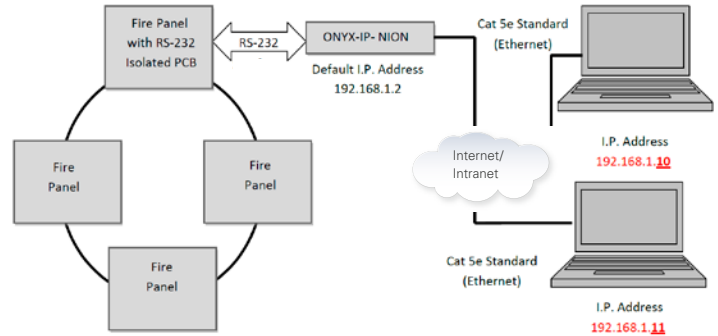 Fire Panel
with RS-232
Isolated PCB
RS-232
ONYX-IP- NION
Default I.P. Address
192.168.1.2
Cat 5e Standard
(Ethernet)
I.P. Address
192.168.1.10
Internet/
Intranet
Fire
Panel
Fire
Panel
Fire
Panel
Cat 5e Standard
(Ethernet)
I.P. Address
192.168.1.11